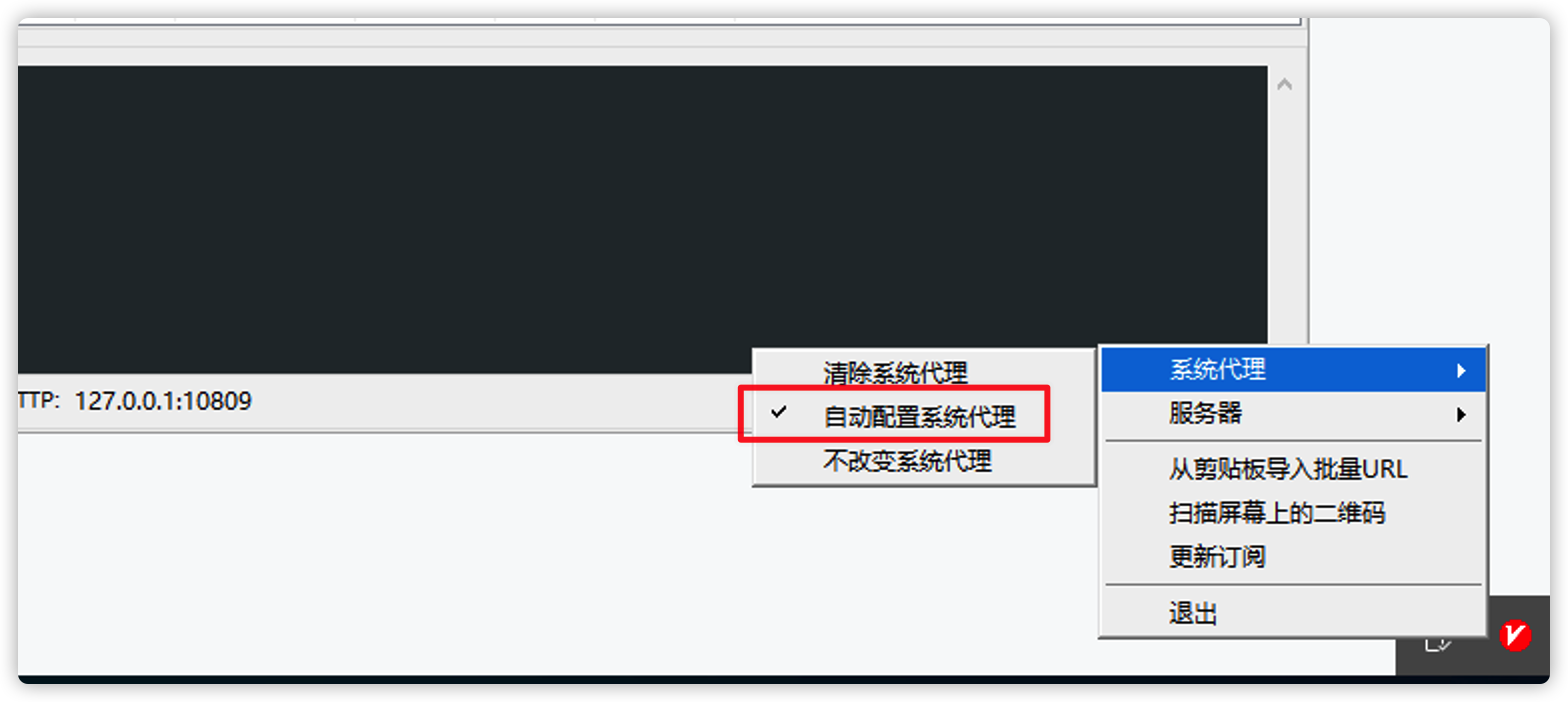 TTP: 127.0.0.1:10809
清除系统代理
自动配置系统代理
不改变系统代理
系统代理
服务器
从剪贴板导入批量URL
扫描屏幕上的二维码
更新订阅
退出